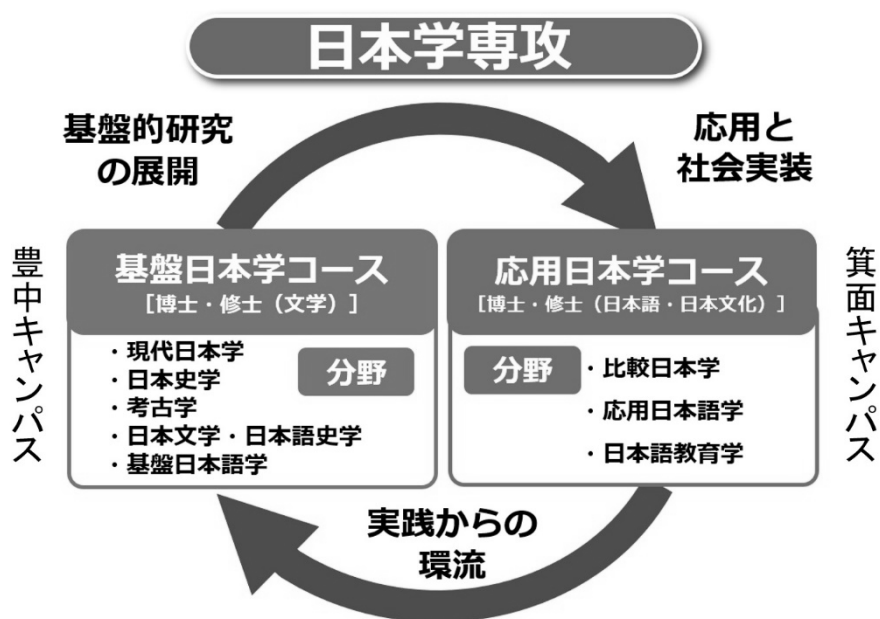 日本学専攻
基盤的研究
の展開
応用と
社会実装
豊中キャンパス
基盤日本学コース
［博士・修士（文学）］
分野
・現代日本学
・日本史学
・考古学
・日本文学・日本語史学
・基盤日本語学
応用日本学コース
［博士・修士（日本語・日本文化）］
分野
・比較日本学
・応用日本語学
・日本語教育学
箕面キャンパス
実践からの
環流